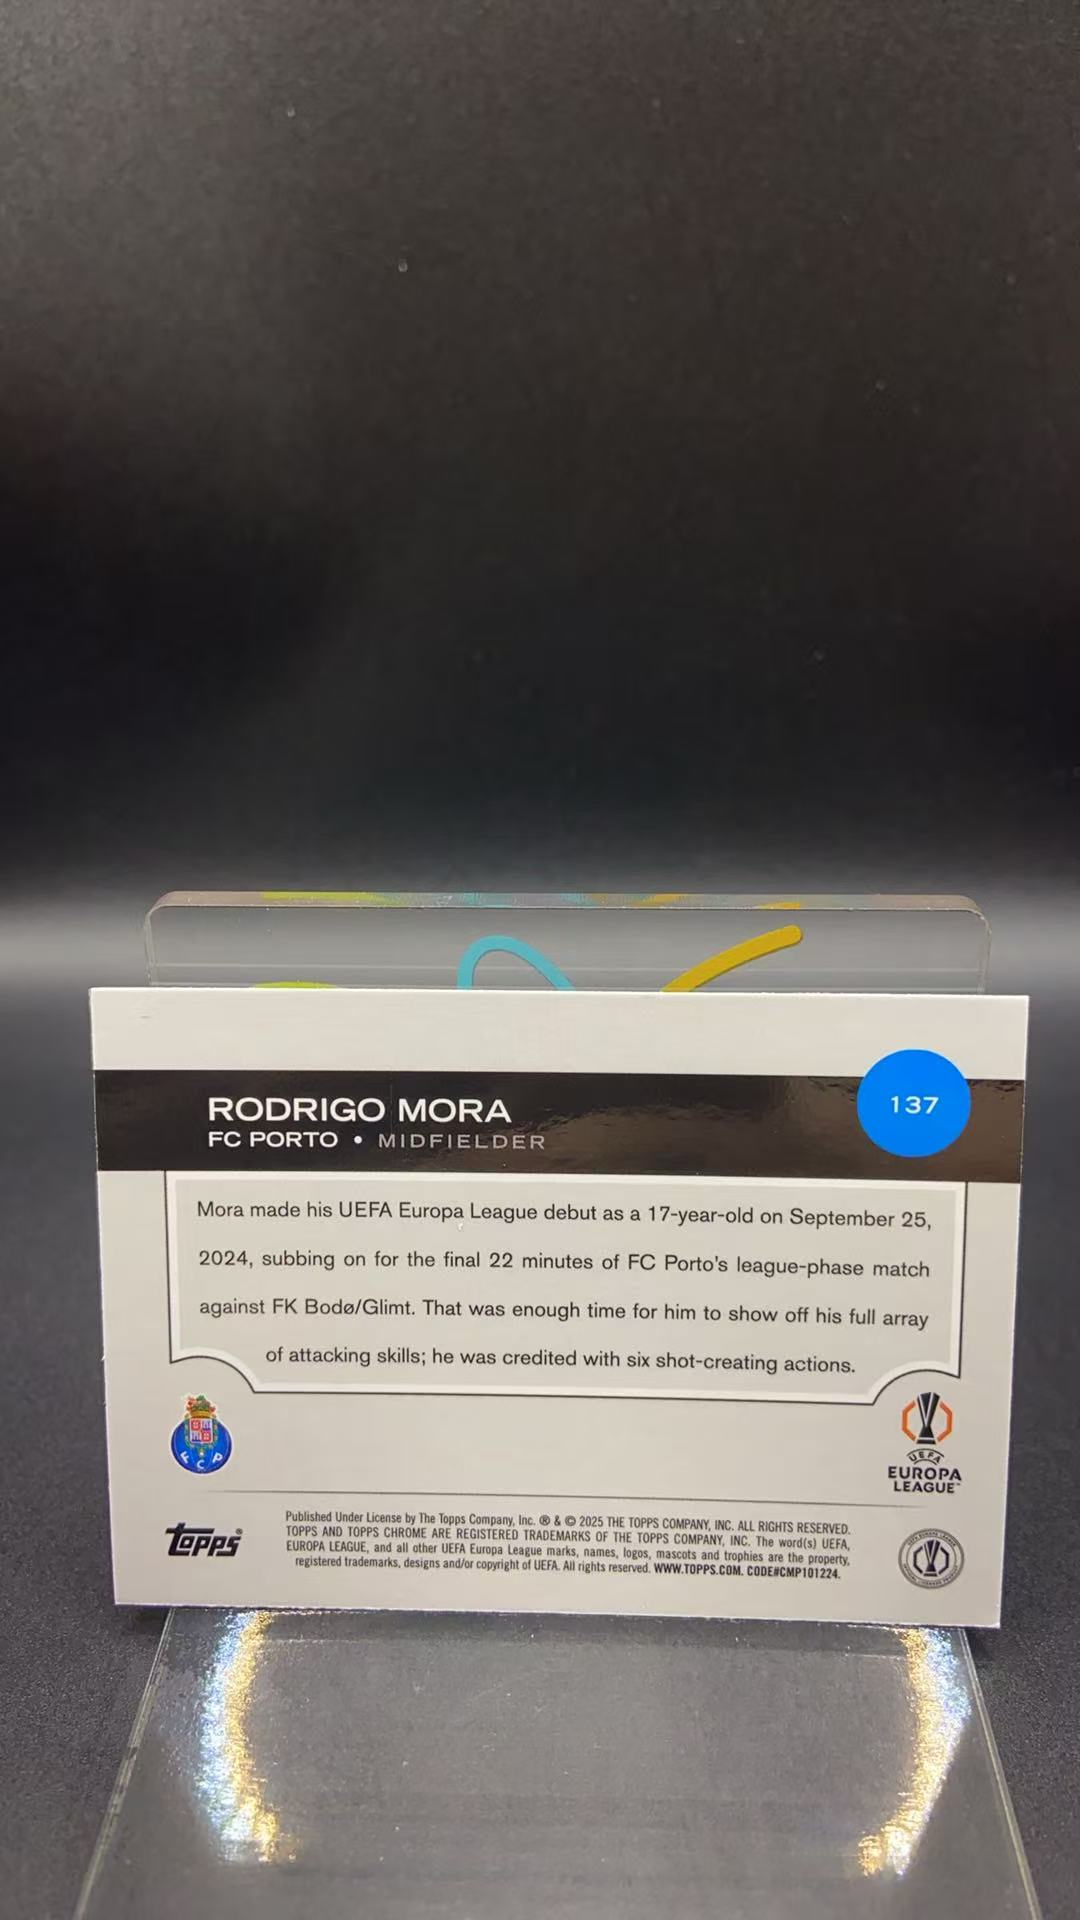 RODRIGO MORA
FC PORTO • MIDFIELDER
137
Mora made his UEFA Europa League debut as a 17-year-old on September 25,
2024, subbing on for the final 22 minutes of FC Porto's league-phase match
against FK Bodø/Glimt. That was enough time for him to show off his full array
of attacking skills; he was credited with six shot-creating actions.
F C P
UEFA
EUROPA
LEAGUE™
Topps®
Published Under License by The Topps Company, Inc. ® & © 2025 THE TOPPS COMPANY, INC. ALL RIGHTS RESERVED.
TOPPS AND TOPPS CHROME ARE REGISTERED TRADEMARKS OF THE TOPPS COMPANY, INC. The word(s) UEFA,
EUROPA LEAGUE, and all other UEFA Europa League marks, names, logos, mascots and trophies are the property,
registered trademarks, designs and/or copyright of UEFA. All rights reserved. WWW.TOPPS.COM. CODE#CMP101224.